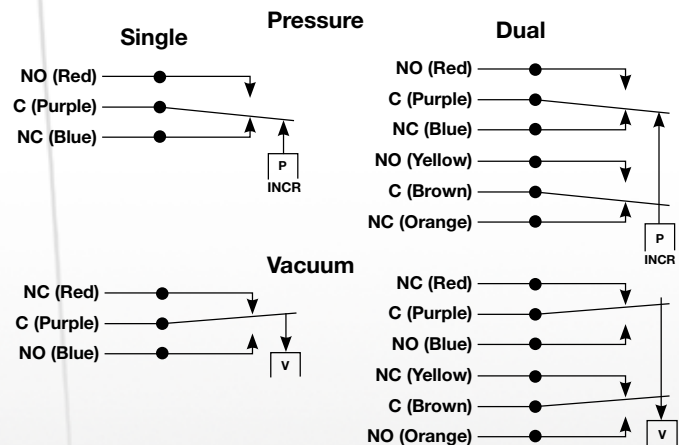 Pressure
Single
NO (Red)
C (Purple)
NC (Blue)
P
INCR
Dual
NO (Red)
C (Purple)
NC (Blue)
NO (Yellow)
C (Brown)
NC (Orange)
P
INCR
Vacuum
NC (Red)
C (Purple)
NO (Blue)
V
NC (Red)
C (Purple)
NO (Blue)
NC (Yellow)
C (Brown)
NO (Orange)
V